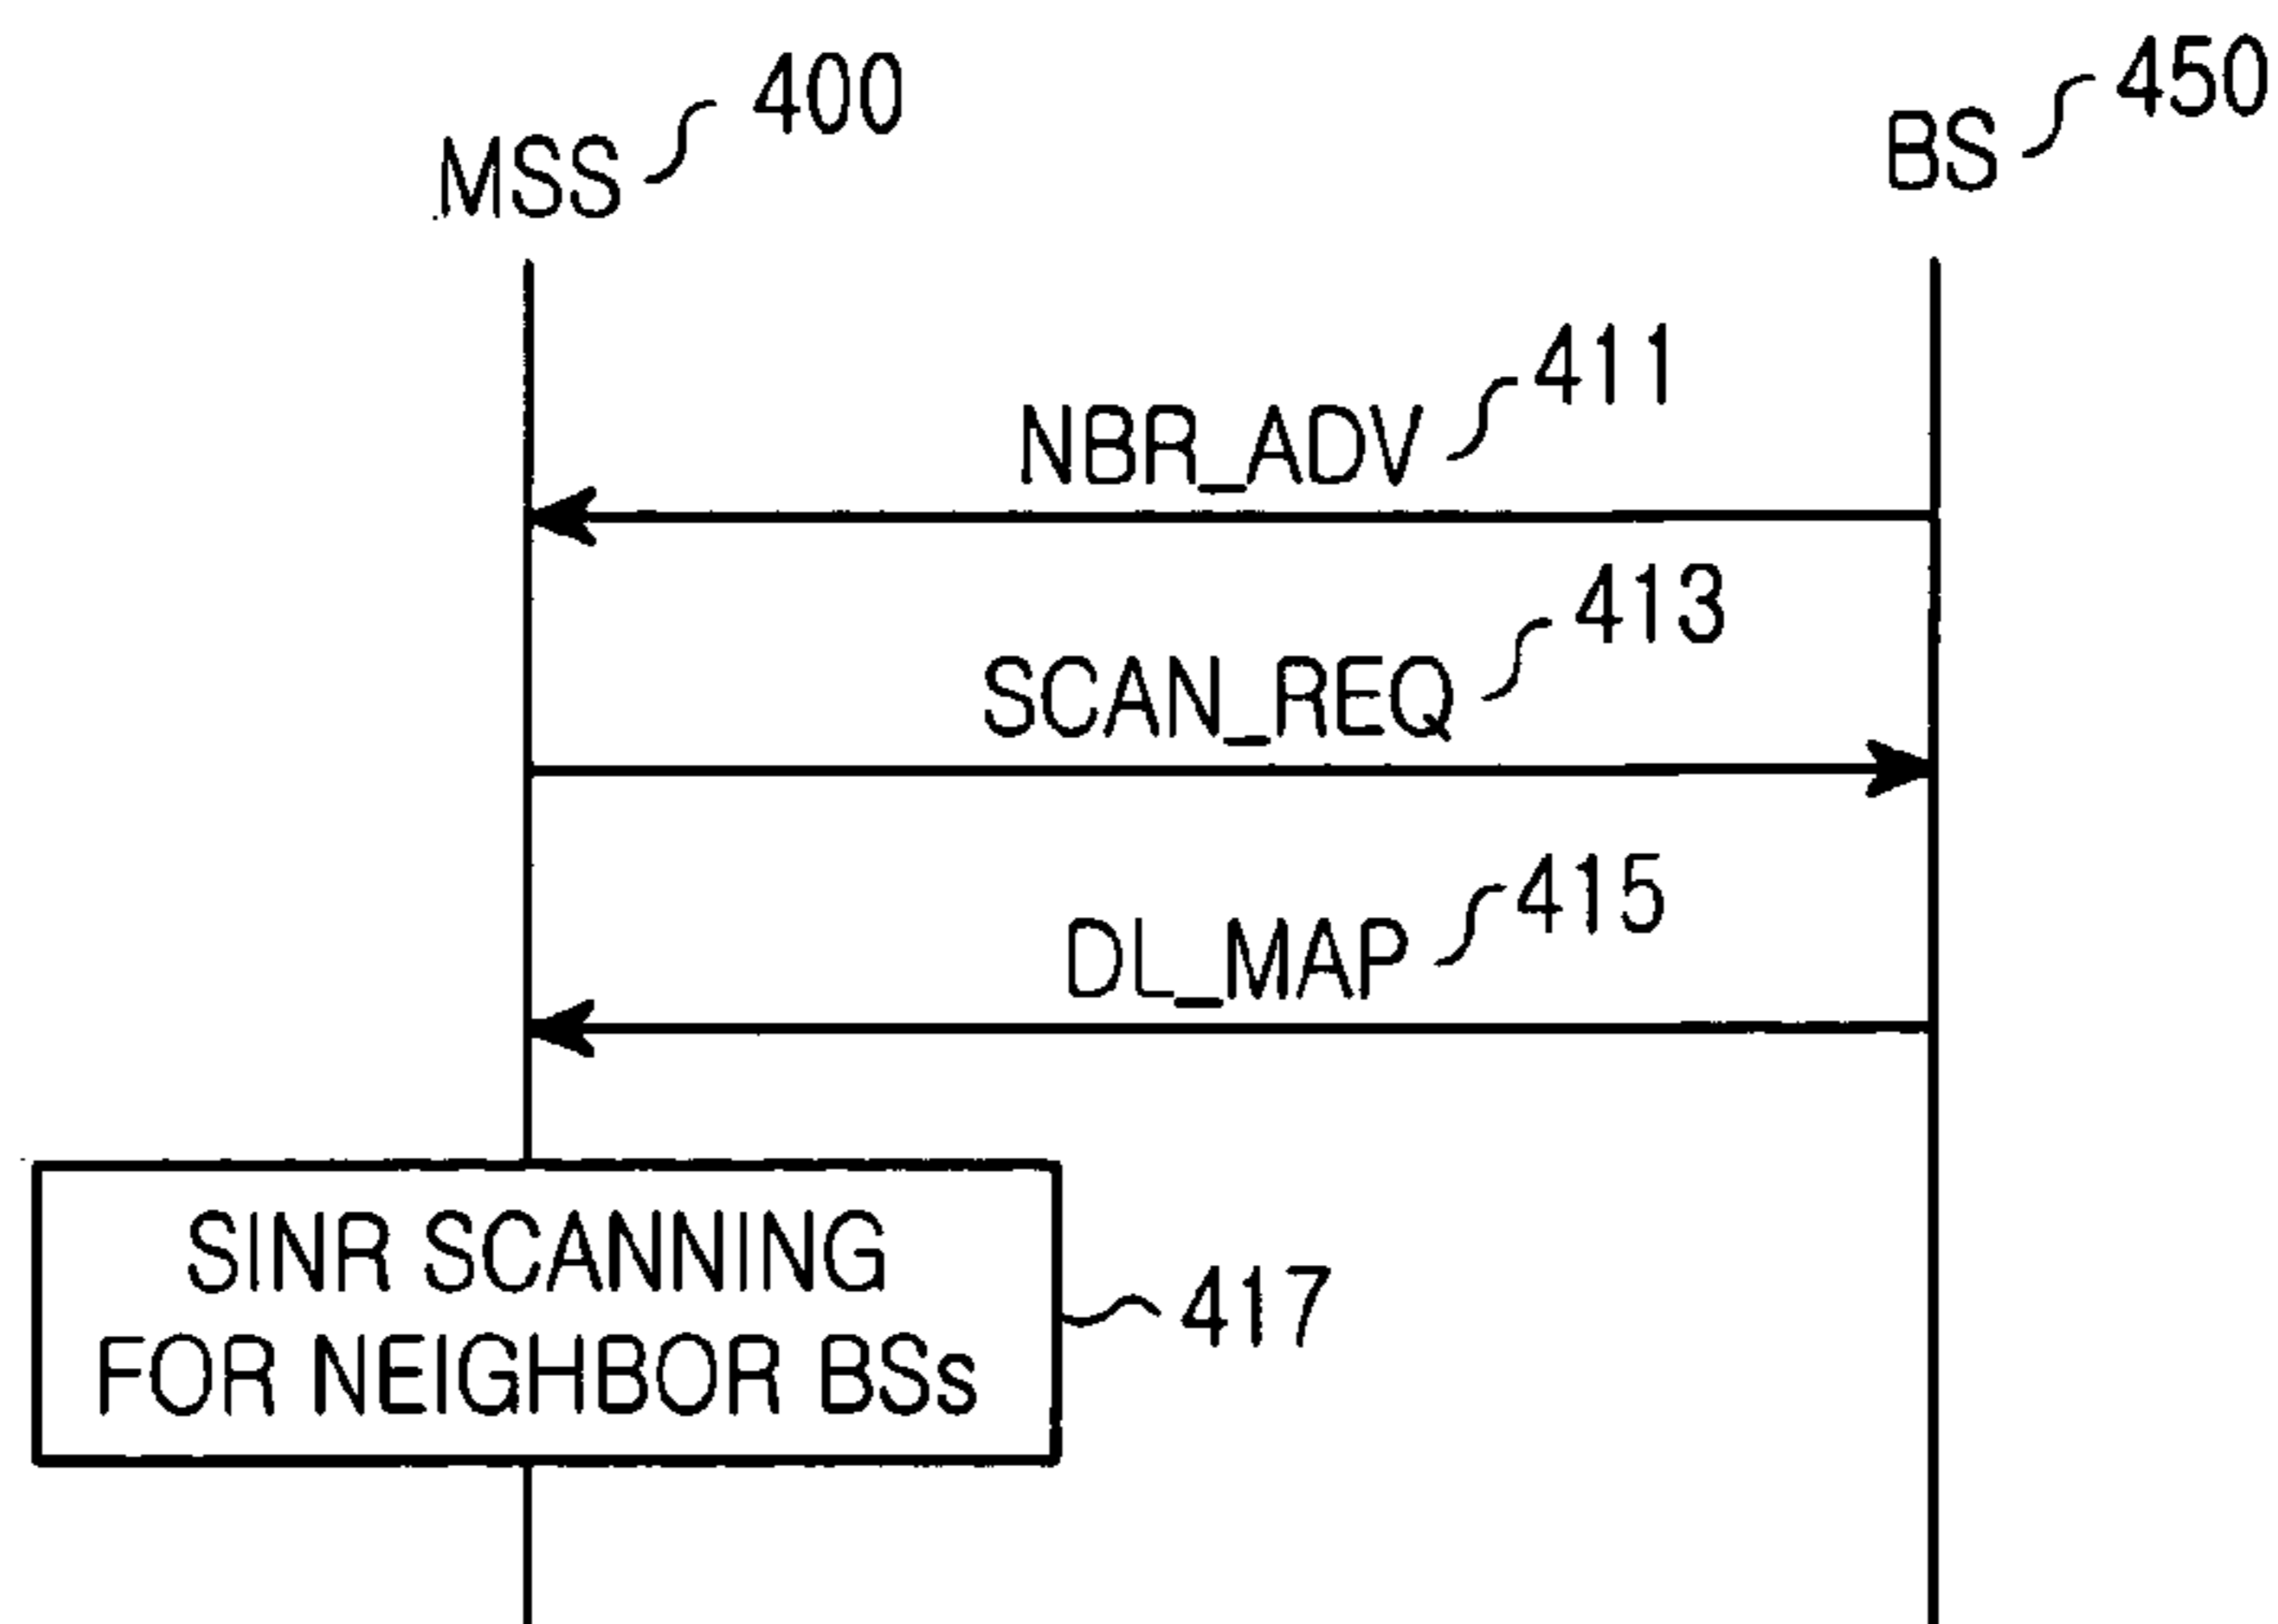 MSS 400
BS 450
411
NBR_ADV
413
SCAN_REQ
415
DL_MAP
SINR SCANNING
FOR NEIGHBOR BSs
417